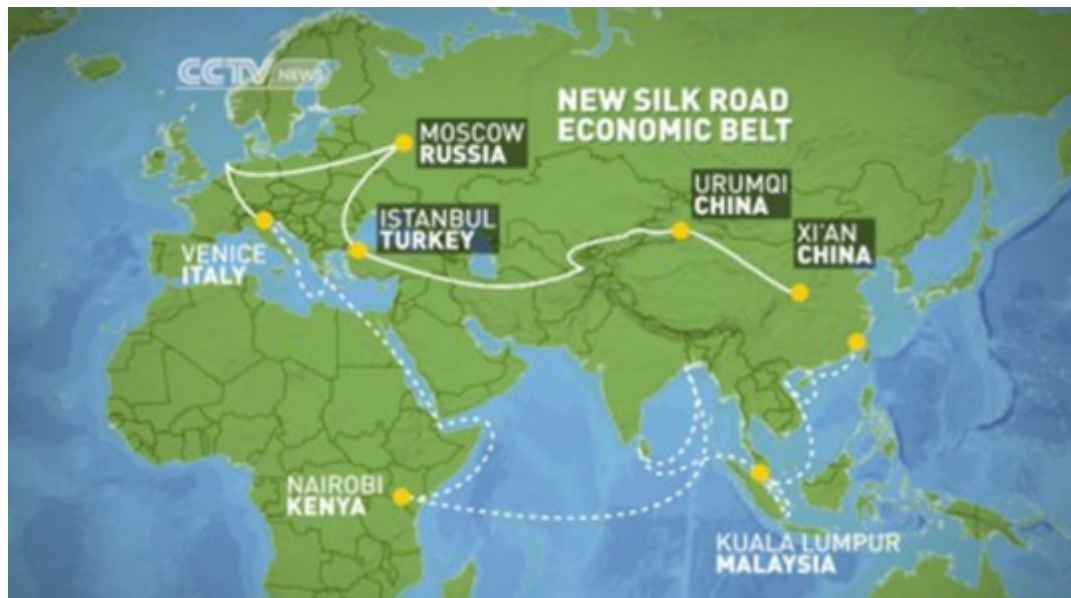 CCTV NEWS
NEW SILK ROAD
ECONOMIC BELT
MOSCOW
RUSSIA
URUMQI
CHINA
ISTANBUL
TURKEY
XI'AN
CHINA
VENICE
ITALY
NAIROBI
KENYA
KUALA LUMPUR
MALAYSIA